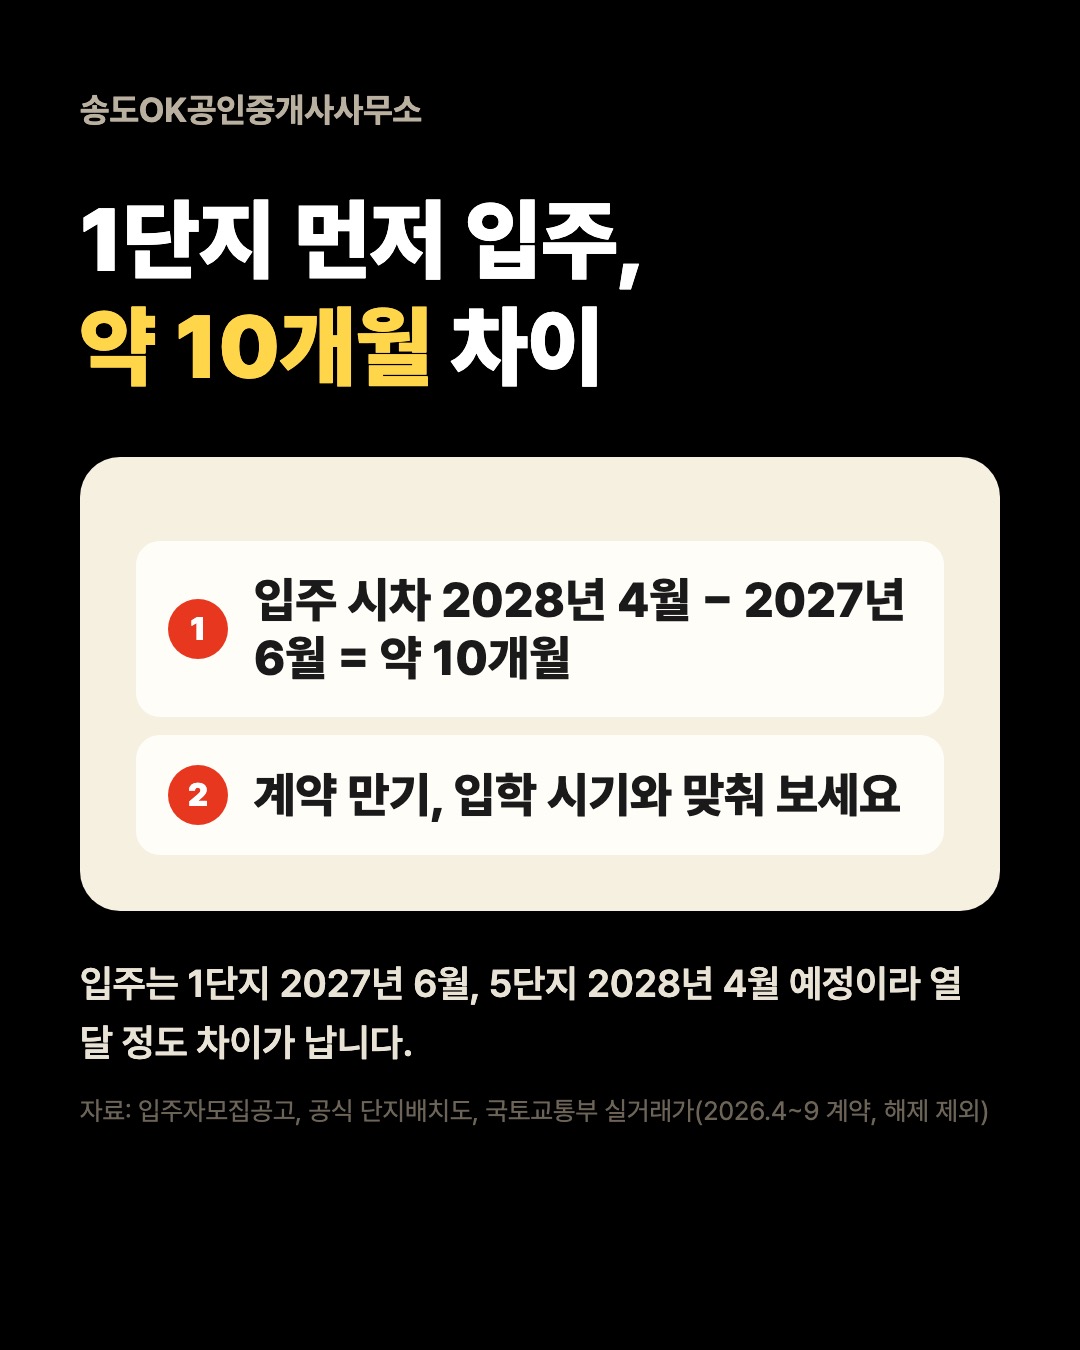 송도OK공인중개사사무소
1단지 먼저 입주,
약 10개월 차이
1
입주 시차 2028년 4월 − 2027년
6월 = 약 10개월
2
계약 만기, 입학 시기와 맞춰 보세요
입주는 1단지 2027년 6월, 5단지 2028년 4월 예정이라 열
달 정도 차이가 납니다.
자료: 입주자모집공고, 공식 단지배치도, 국토교통부 실거래가(2026.4~9 계약, 해제 제외)